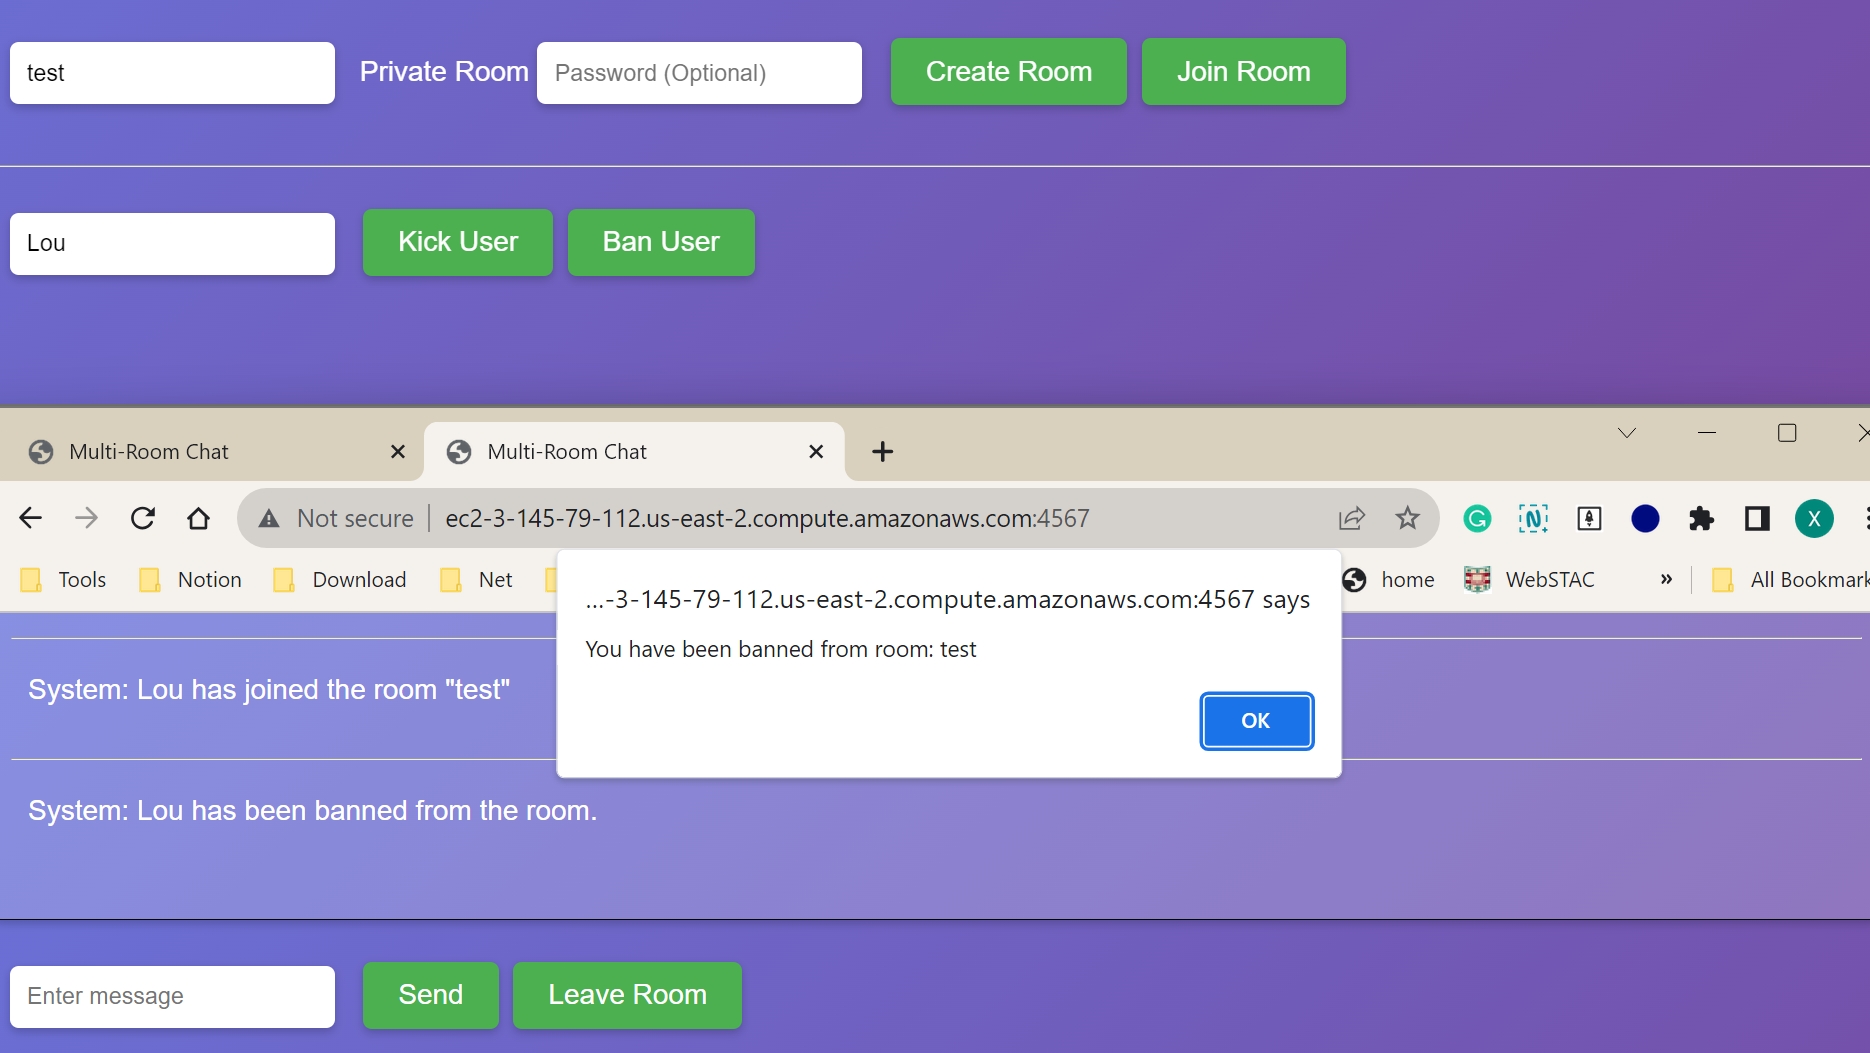 test Private Room Password (Optional) Create Room Join Room
Lou Kick User Ban User
Multi-Room Chat Multi-Room Chat
Not secure ec2-3-145-79-112.us-east-2.compute.amazonaws.com:4567 X
Tools Notion Download Net home WebSTAC » All Bookmark
...-3-145-79-112.us-east-2.compute.amazonaws.com:4567 says
You have been banned from room: test
System: Lou has joined the room "test"
OK
System: Lou has been banned from the room.
Enter message Send Leave Room